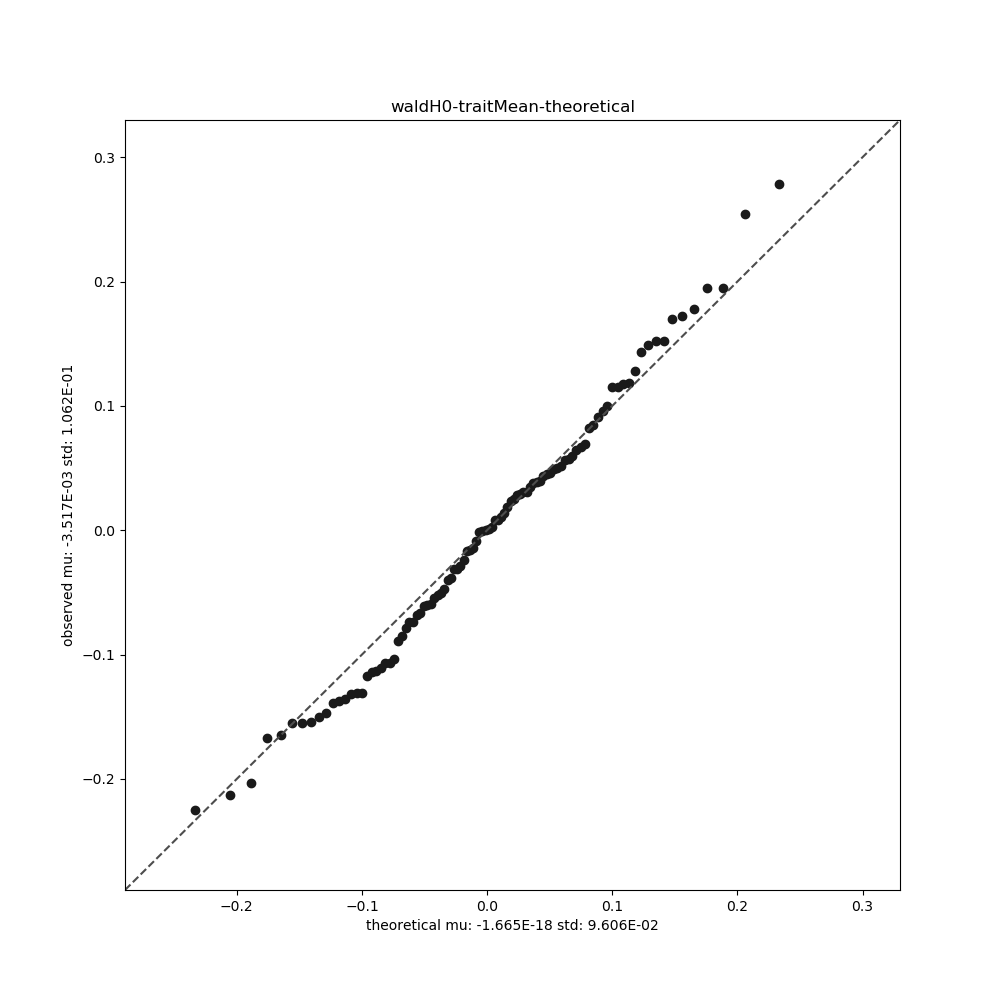 waldH0-traitMean-theoretical
observed mu: -3.517E-03 std: 1.062E-01
0.3
0.2
0.1
0.0
−0.1
−0.2
−0.2 −0.1 0.0 0.1 0.2 0.3
theoretical mu: -1.665E-18 std: 9.606E-02